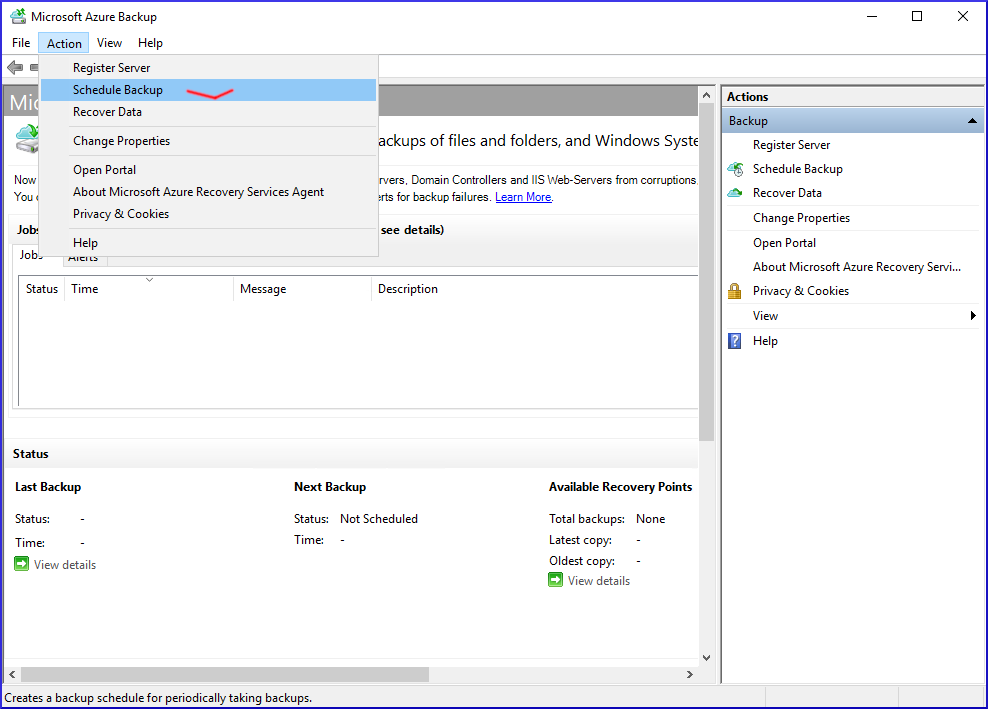 Microsoft Azure Backup
File Action View Help
Register Server
Schedule Backup
Recover Data
Change Properties
Open Portal
About Microsoft Azure Recovery Services Agent
Privacy & Cookies
Help
Mic
ackups of files and folders, and Windows Syste
Now rvers, Domain Controllers and IIS Web-Servers from corruptions
You rts for backup failures. Learn More.
Jobs see details)
Jobs Alerts
Status Time Message Description
Status
Last Backup Next Backup Available Recovery Points
Status: - Status: Not Scheduled Total backups: None
Time: - Time: - Latest copy: -
Oldest copy: -
View details View details
Actions
Backup
Register Server
Schedule Backup
Recover Data
Change Properties
Open Portal
About Microsoft Azure Recovery Servi...
Privacy & Cookies
View
Help
Creates a backup schedule for periodically taking backups.